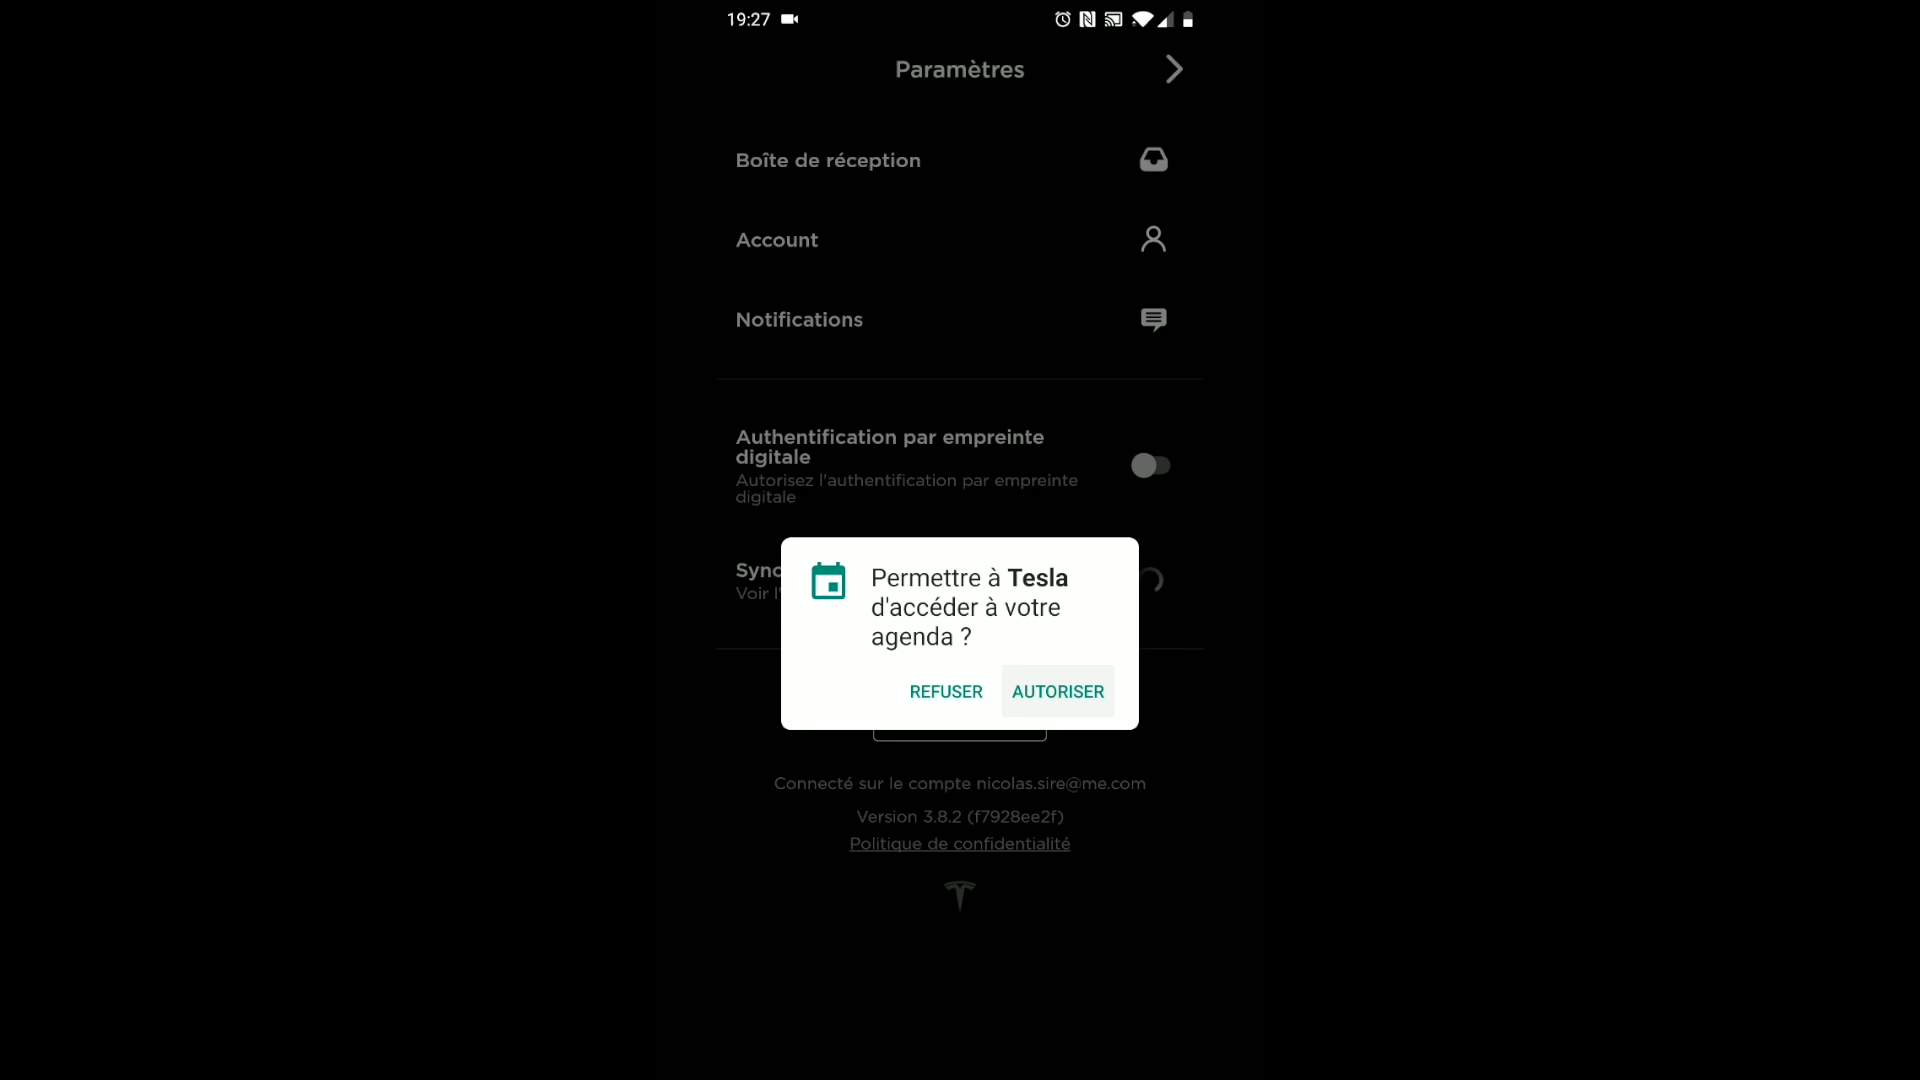 19:27
Paramètres
Boîte de réception
Account
Notifications
Authentification par empreinte
digitale
Autorisez l'authentification par empreinte
digitale
Sync
Voir l'
Permettre à Tesla
d'accéder à votre
agenda ?
REFUSER AUTORISER
Connecté sur le compte nicolas.sire@me.com
Version 3.8.2 (f7928ee2f)
Politique de confidentialité